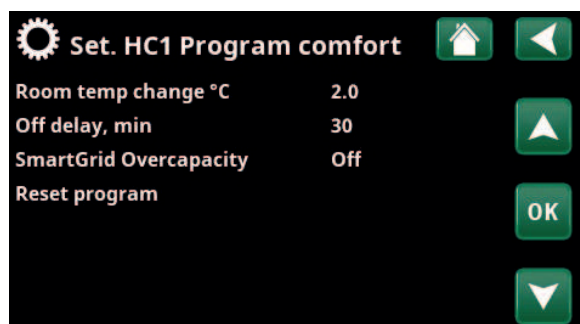 Set. HC1 Program comfort
Room temp change °C 2.0
Off delay, min 30
SmartGrid Overcapacity Off
Reset program
OK